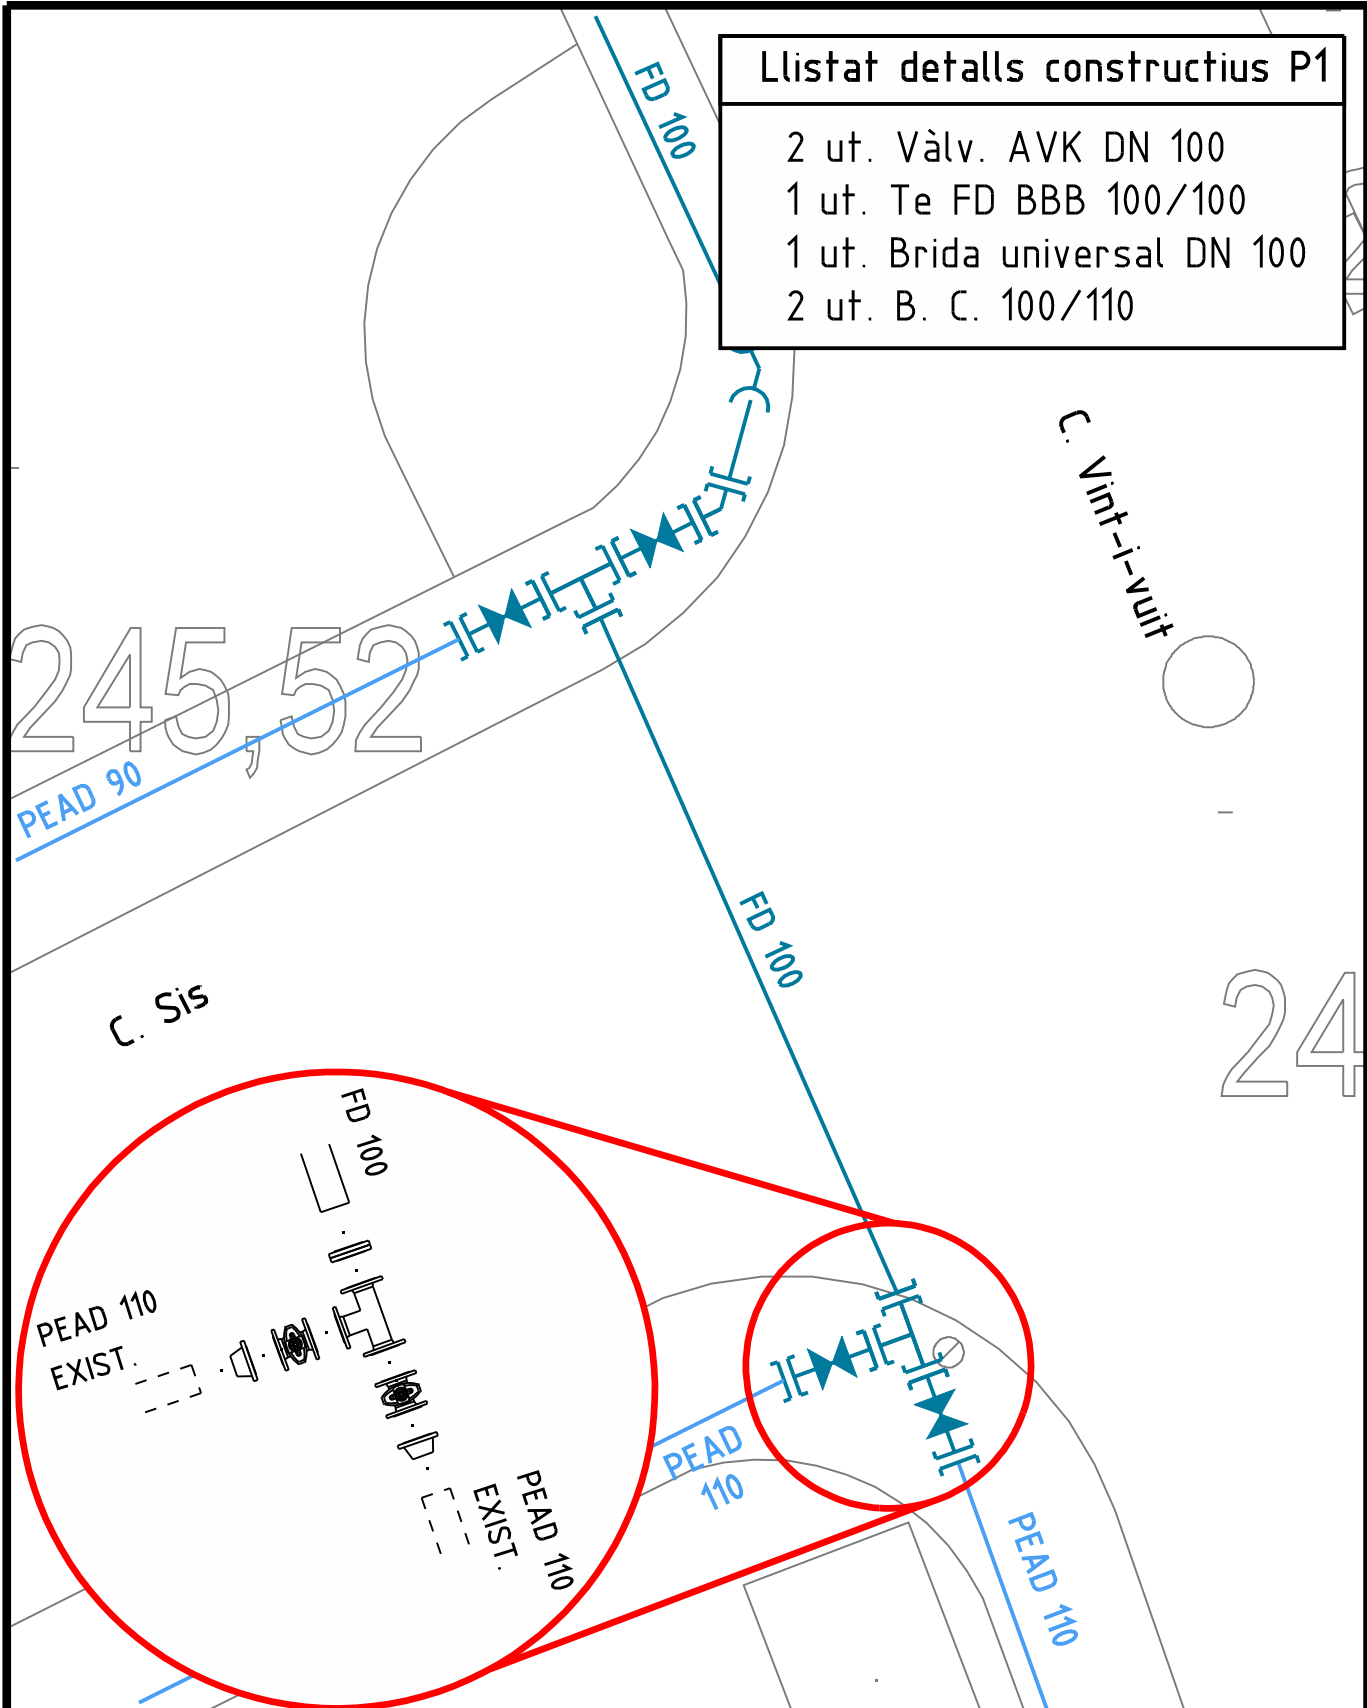 Llistat detalls constructius P1
2 ut. Vàlv. AVK DN 100
1 ut. Te FD BBB 100/100
1 ut. Brida universal DN 100
2 ut. B. C. 100/110
FD 100
C. Vint-i-vuit
245,52
PEAD 90
FD 100
C. Sis
24
FD 100
PEAD 110
EXIST.
PEAD 110
EXIST.
PEAD
110
PEAD 110